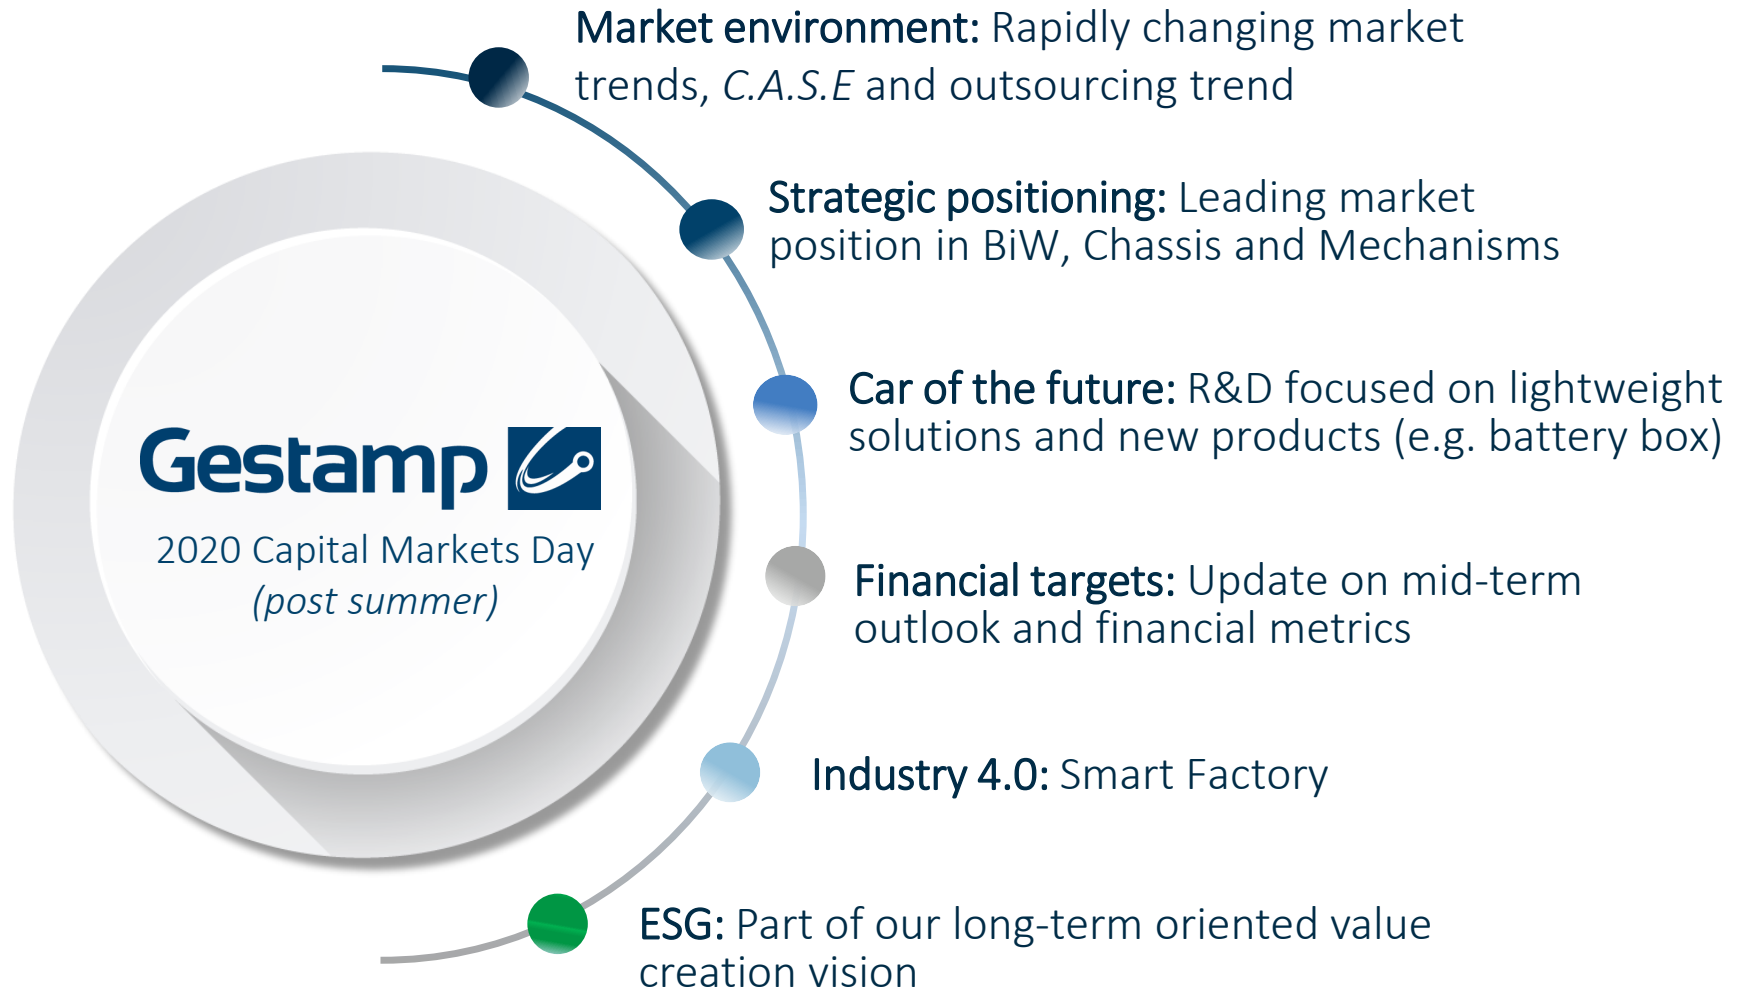 Market environment: Rapidly changing market
trends, C.A.S.E and outsourcing trend
Strategic positioning: Leading market
position in BiW, Chassis and Mechanisms
Car of the future: R&D focused on lightweight
solutions and new products (e.g. battery box)
Gestamp
2020 Capital Markets Day
(post summer)
Financial targets: Update on mid-term
outlook and financial metrics
Industry 4.0: Smart Factory
ESG: Part of our long-term oriented value
creation vision